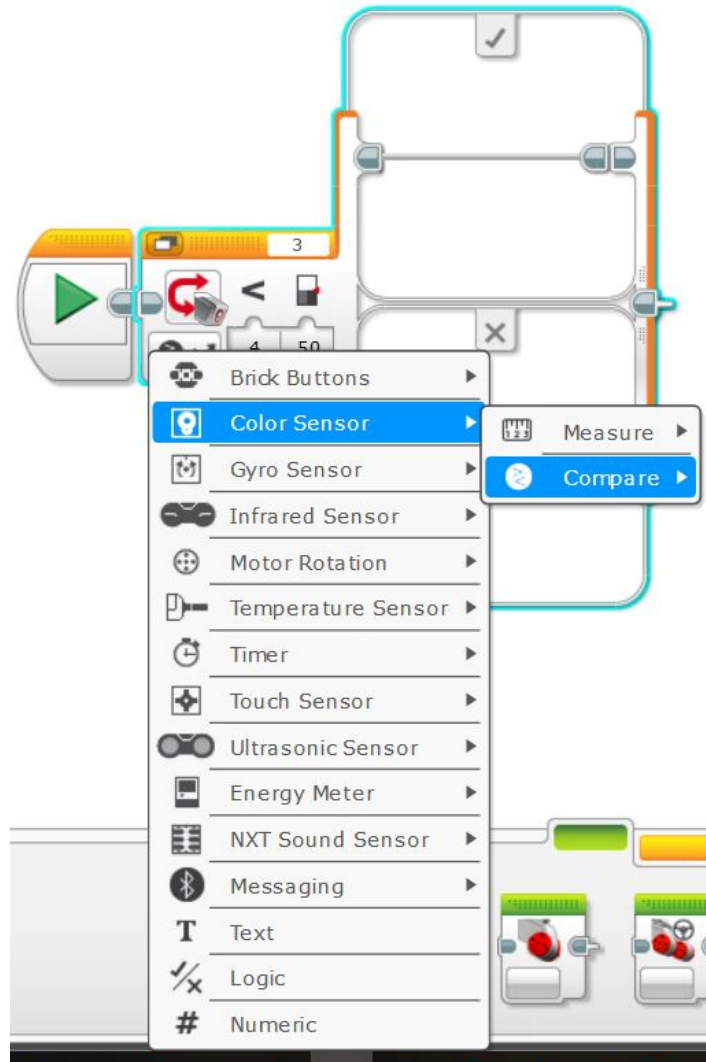 3
<
4 50
Brick Buttons
Color Sensor
Measure
Gyro Sensor
Compare
Infrared Sensor
Motor Rotation
Temperature Sensor
Timer
Touch Sensor
Ultrasonic Sensor
Energy Meter
NXT Sound Sensor
Messaging
T Text
Logic
# Numeric